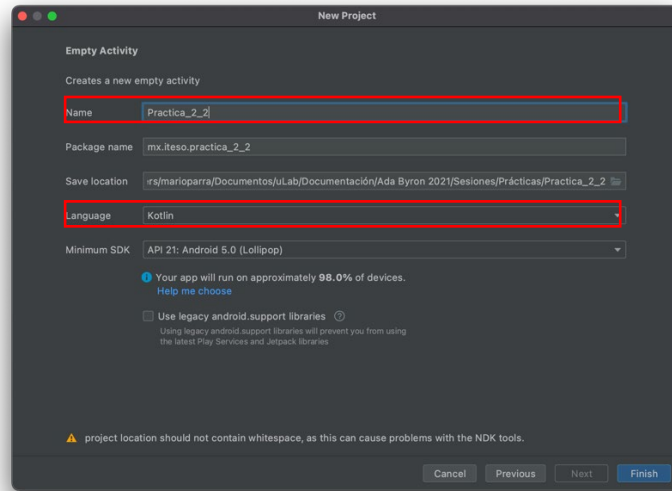 New Project
Empty Activity
Creates a new empty activity
Name Practica_2_2
Package name mx.iteso.practica_2_2
Save location rs/marioparra/Documentos/uLab/Documentación/Ada Byron 2021/Sesiones/Prácticas/Practica_2_2
Language Kotlin
Minimum SDK API 21: Android 5.0 (Lollipop)
Your app will run on approximately 98.0% of devices.
Help me choose
Use legacy android.support libraries
Using legacy android.support libraries will prevent you from using
the latest Play Services and Jetpack libraries
project location should not contain whitespace, as this can cause problems with the NDK tools.
Cancel Previous Next Finish